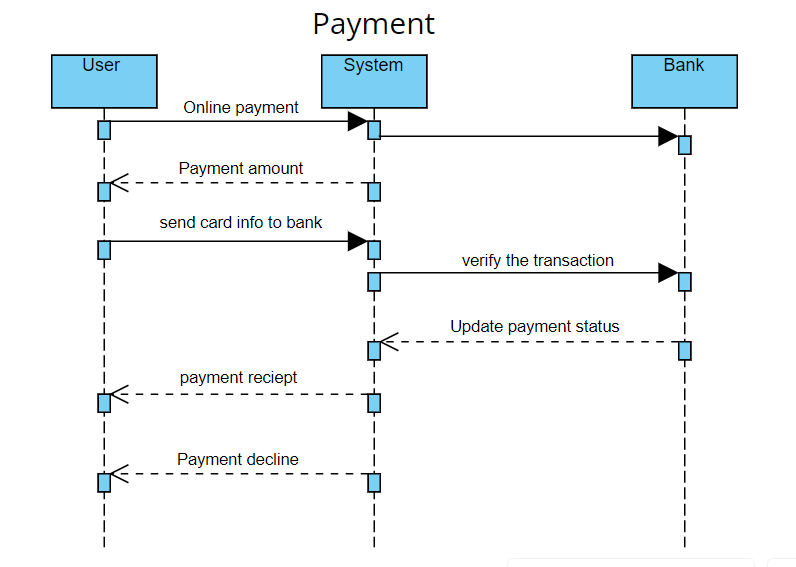 Payment
User
System
Bank
Online payment
Payment amount
send card info to bank
verify the transaction
Update payment status
payment reciept
Payment decline